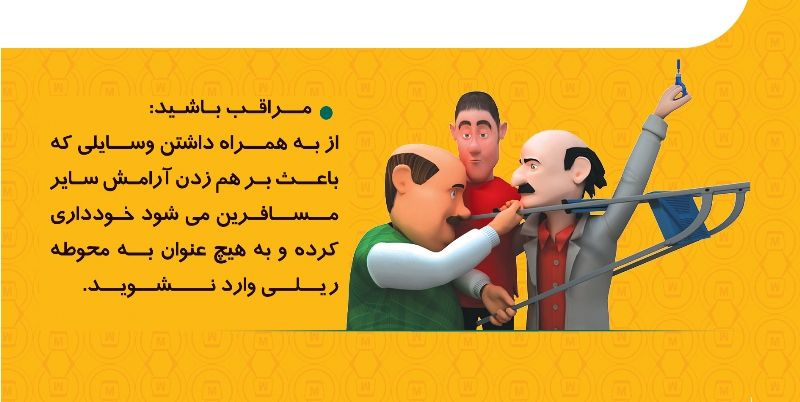 مراقب باشید:
از به همراه داشتن وسایلی که
باعث بر هم زدن آرامش سایر
مسافرین می شود خودداری
کرده و به هیچ عنوان به محوطه
ریلی وارد نشوید.